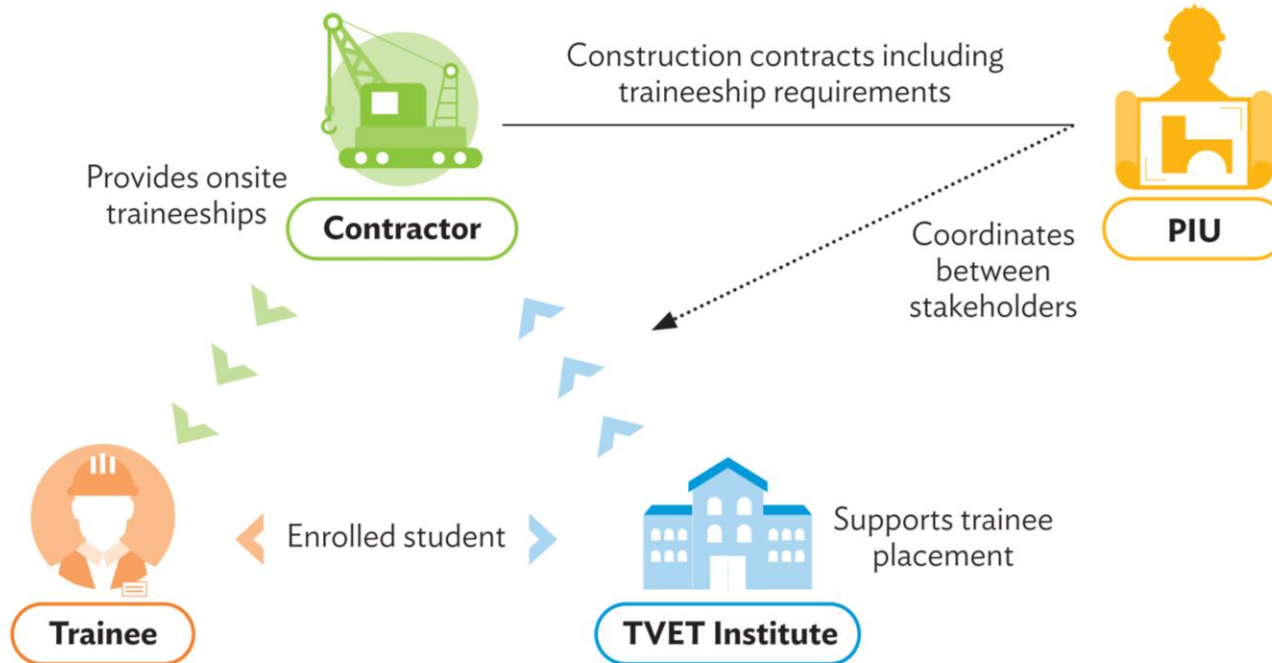 Construction contracts including
traineeship requirements
Provides onsite
traineeships
Contractor
PIU
Coordinates
between
stakeholders
Enrolled student
Supports trainee
placement
Trainee
TVET Institute